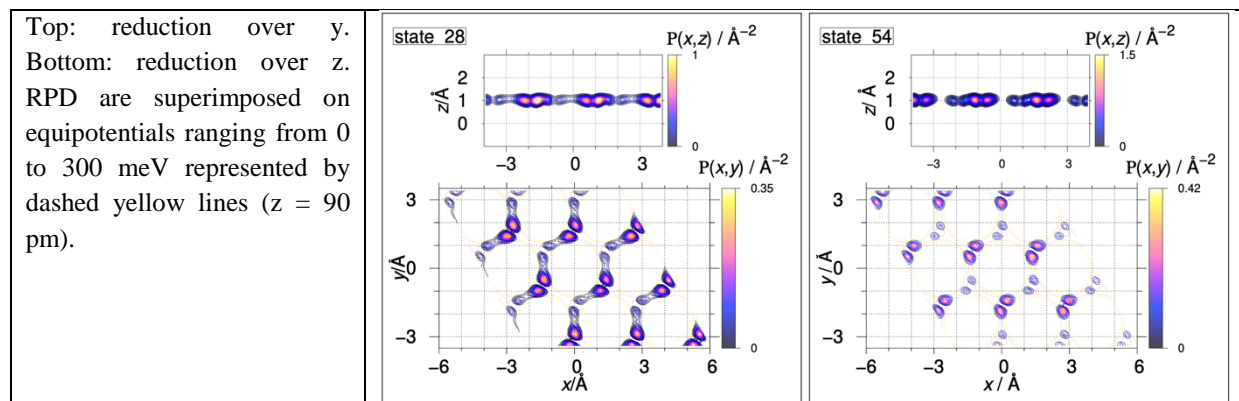 Top: reduction over y.
Bottom: reduction over z.
RPD are superimposed on
equipotentials ranging from 0
to 300 meV represented by
dashed yellow lines (z = 90
pm).
state 28
P(x,z) / Å⁻²
1
0
z/Å
2
1
0
−3
0
3
P(x,y) / Å⁻²
0.35
0
y/Å
3
0
−3
−6
−3
0
3
6
x/Å
state 54
P(x,z) / Å⁻²
1.5
0
z/ Å
2
1
0
−3
0
3
P(x,y) / Å⁻²
0.42
0
y / Å
3
0
−3
−6
−3
0
3
6
x / Å